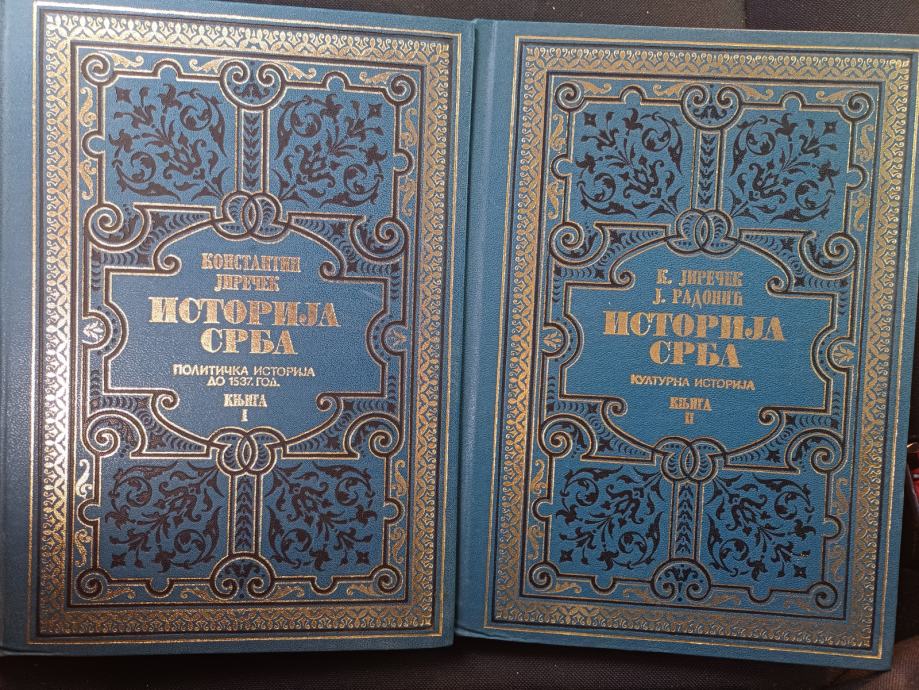 КОНСТАНТИН
ЈИРЕЧЕК
ИСТОРИЈА
СРБА
ПОЛИТИЧКА ИСТОРИЈА
ДО 1537. ГОД.
КЊИГА
I
К. ЈИРЕЧЕК
Ј. РАДОНИЋ
ИСТОРИЈА
СРБА
КУЛТУРНА ИСТОРИЈА
КЊИГА
II